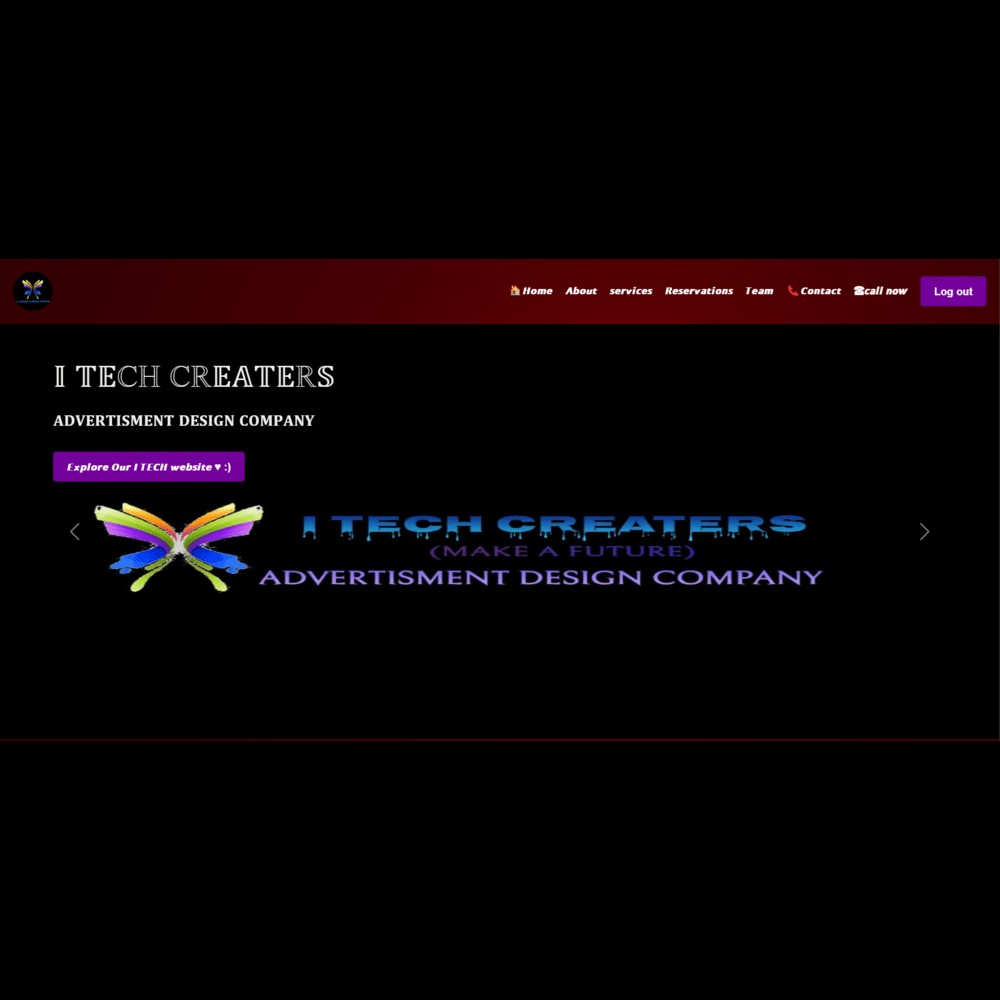 🏠Home About services Reservations Team 📞Contact ☎call now Log out
I TECH CREATERS
ADVERTISMENT DESIGN COMPANY
Explore Our I TECH website ♥ :)
I TECH CREATERS
(MAKE A FUTURE)
ADVERTISMENT DESIGN COMPANY